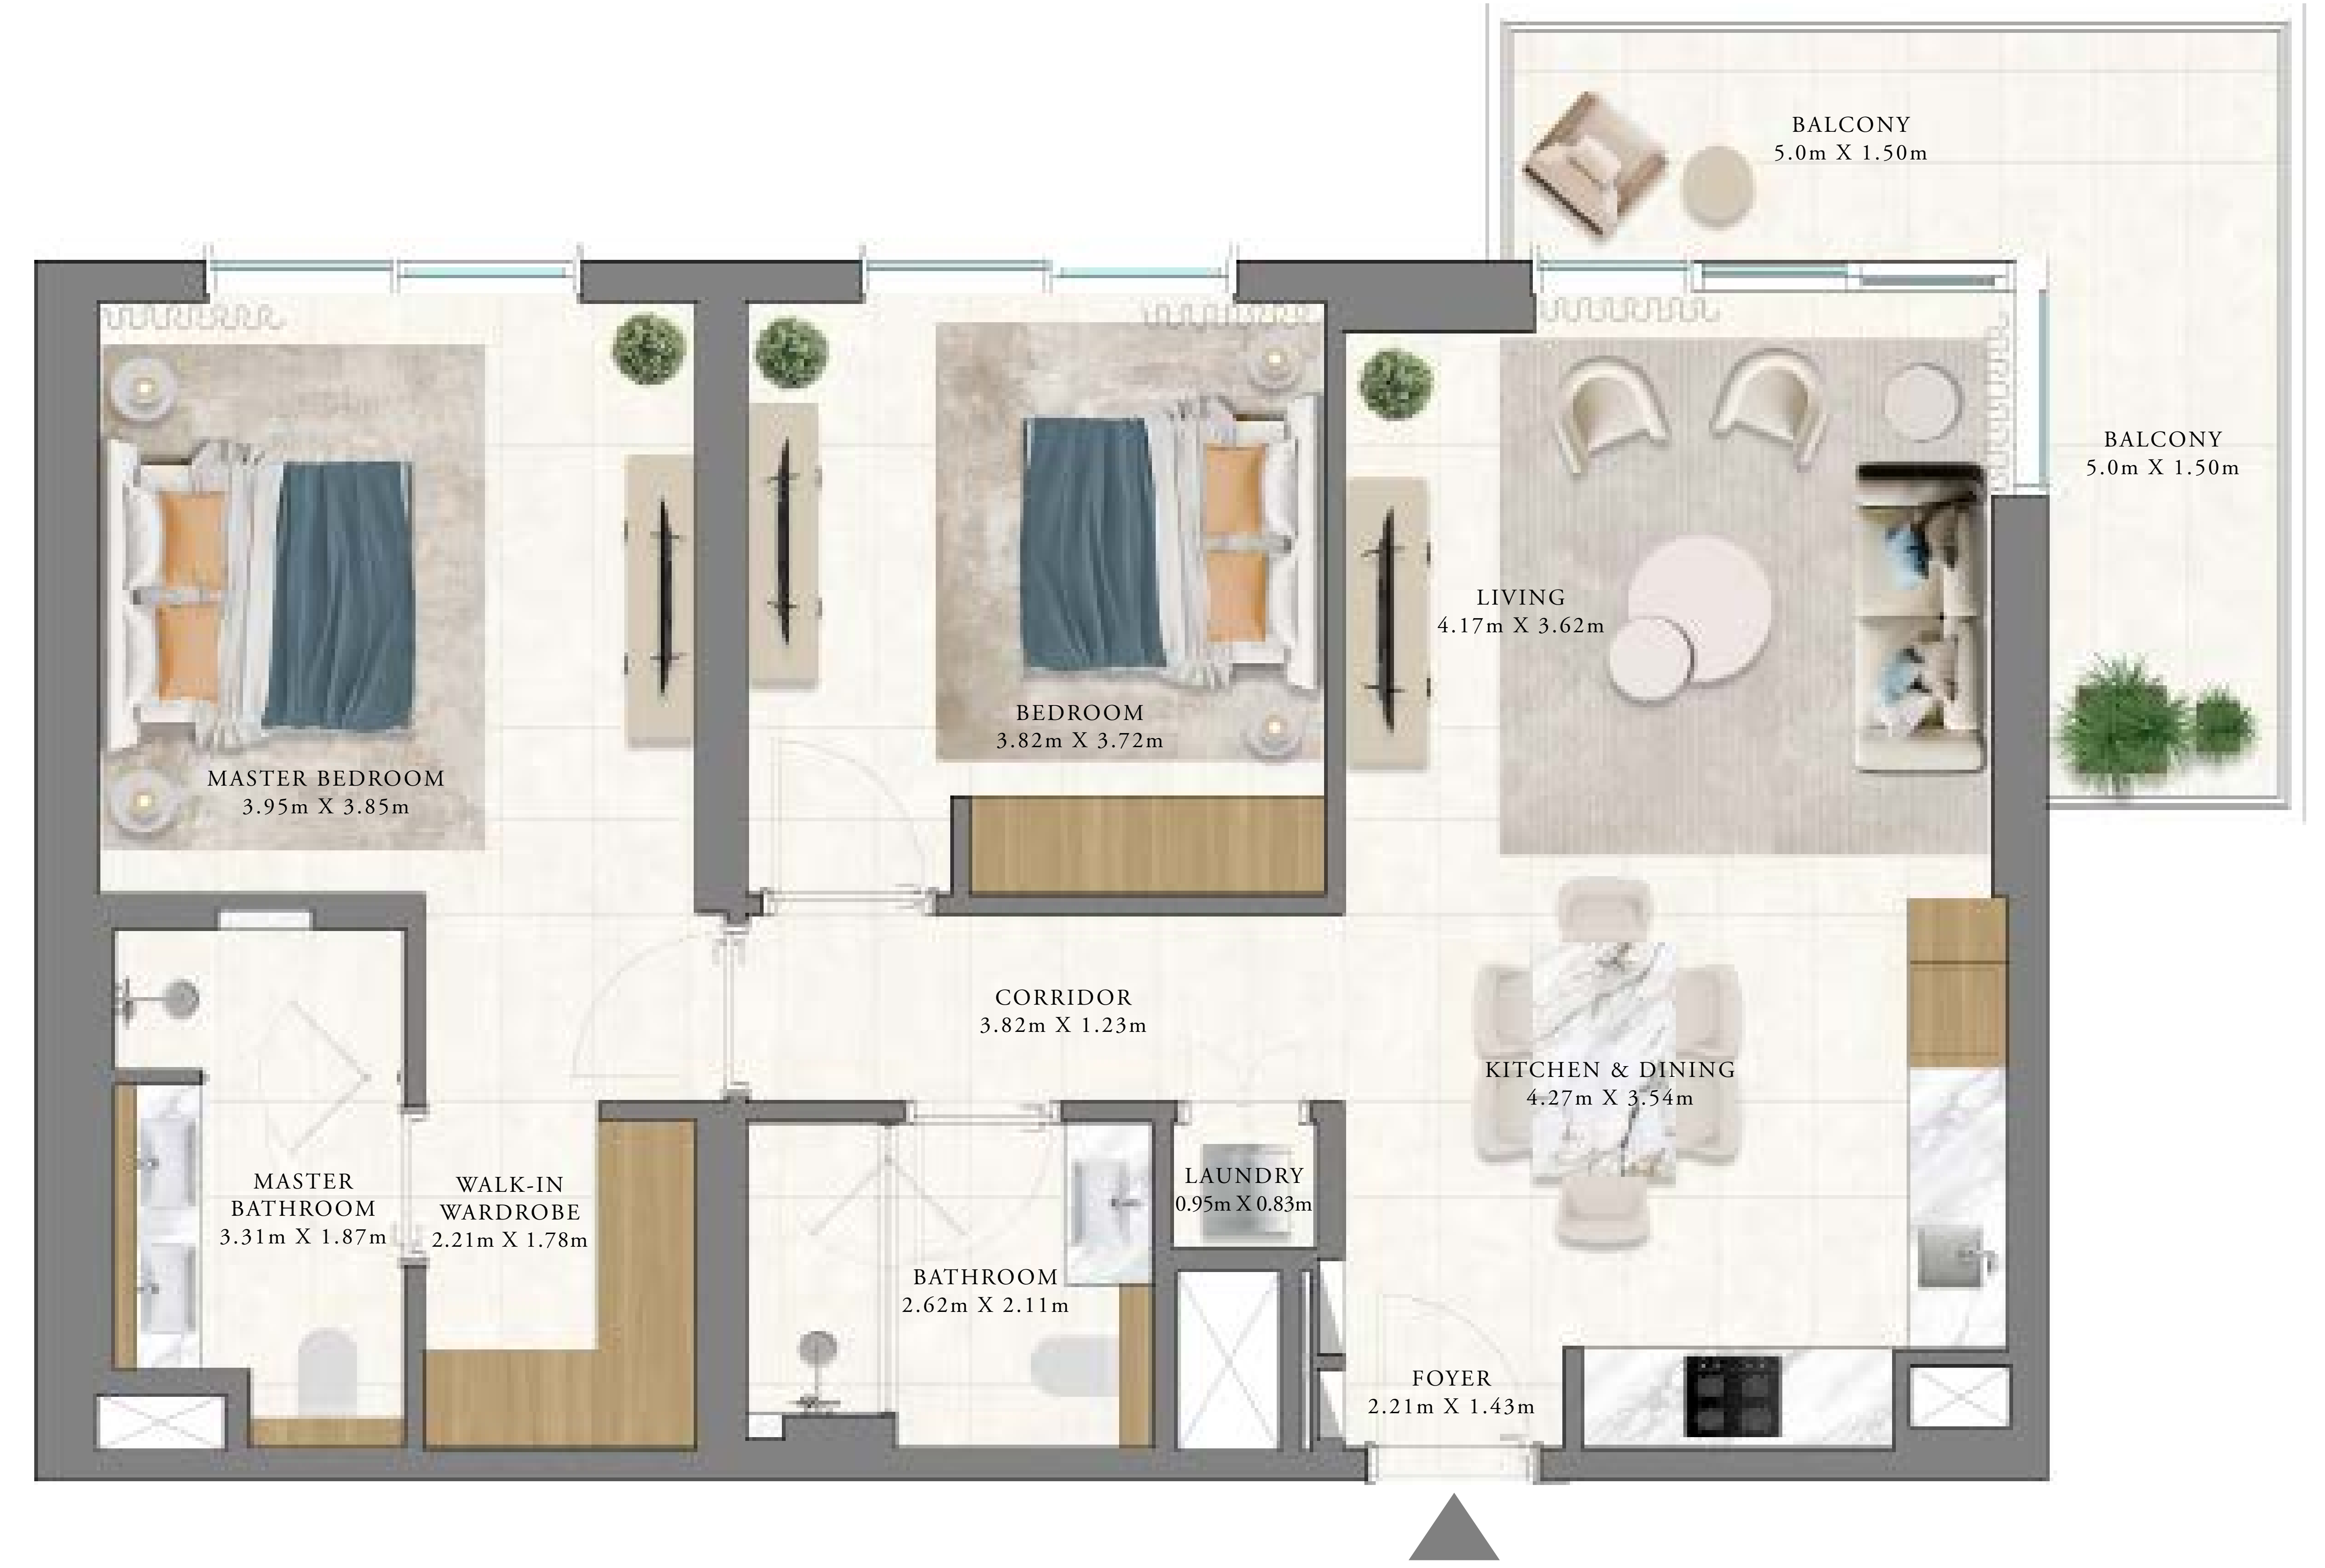 BALCONY
5.0m X 1.50m
BALCONY
5.0m X 1.50m
LIVING
4.17m X 3.62m
BEDROOM
3.82m X 3.72m
MASTER BEDROOM
3.95m X 3.85m
CORRIDOR
3.82m X 1.23m
KITCHEN & DINING
4.27m X 3.54m
MASTER
BATHROOM
3.31m X 1.87m
WALK-IN
WARDROBE
2.21m X 1.78m
LAUNDRY
0.95m X 0.83m
BATHROOM
2.62m X 2.11m
FOYER
2.21m X 1.43m